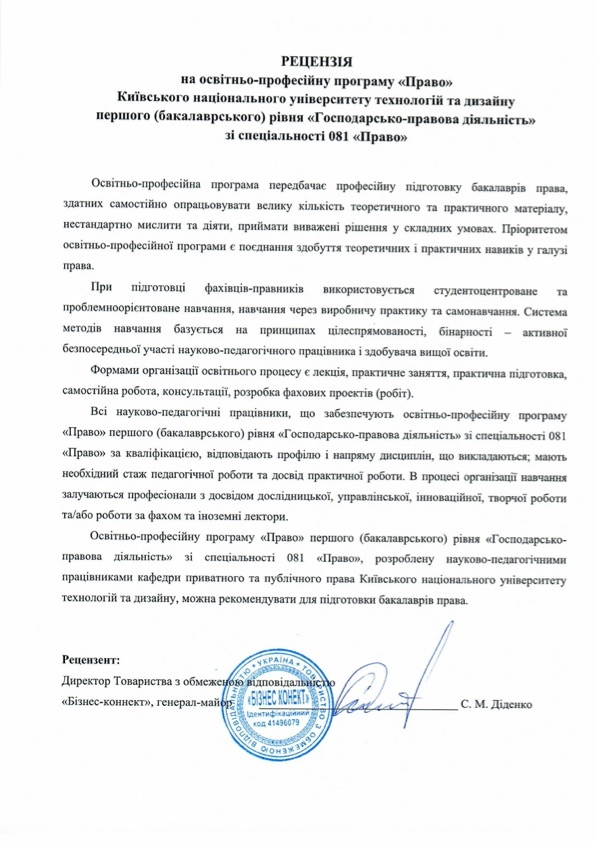 РЕЦЕНЗІЯ
на освітньо-професійну програму «Право»
Київського національного університету технологій та дизайну
першого (бакалаврського) рівня «Господарсько-правова діяльність»
зі спеціальності 081 «Право»
Освітньо-професійна програма передбачає професійну підготовку бакалаврів права,
здатних самостійно опрацьовувати велику кількість теоретичного та практичного матеріалу,
нестандартно мислити та діяти, приймати виважені рішення у складних умовах. Пріоритетом
освітньо-професійної програми є поєднання здобуття теоретичних і практичних навиків у галузі
права.
При підготовці фахівців-правників використовується студентоцентроване та
проблемноорієнтоване навчання, навчання через виробничу практику та самонавчання. Система
методів навчання базується на принципах цілеспрямованості, бінарності – активної
безпосередньої участі науково-педагогічного працівника і здобувача вищої освіти.
Формами організації освітнього процесу є лекція, практичне заняття, практична підготовка,
самостійна робота, консультації, розробка фахових проектів (робіт).
Всі науково-педагогічні працівники, що забезпечують освітньо-професійну програму
«Право» першого (бакалаврського) рівня «Господарсько-правова діяльність» зі спеціальності 081
«Право» за кваліфікацією, відповідають профілю і напряму дисциплін, що викладаються; мають
необхідний стаж педагогічної роботи та досвід практичної роботи. В процесі організації навчання
залучаються професіонали з досвідом дослідницької, управлінської, інноваційної, творчої роботи
та/або роботи за фахом та іноземні лектори.
Освітньо-професійну програму «Право» першого (бакалаврського) рівня «Господарсько-
правова діяльність» зі спеціальності 081 «Право», розроблену науково-педагогічними
працівниками кафедри приватного та публічного права Київського національного університету
технологій та дизайну, можна рекомендувати для підготовки бакалаврів права.
Рецензент:
Директор Товариства з обмеженою відповідальністю
«Бізнес-коннект», генерал-майор С. М. Діденко
УКРАЇНА * ТОВАРИСТВО З ОБМЕЖЕНОЮ ВІДПОВІДАЛЬНІСТЮ
«БІЗНЕС КОНЕКТ»
Ідентифікаційний
код 41496079